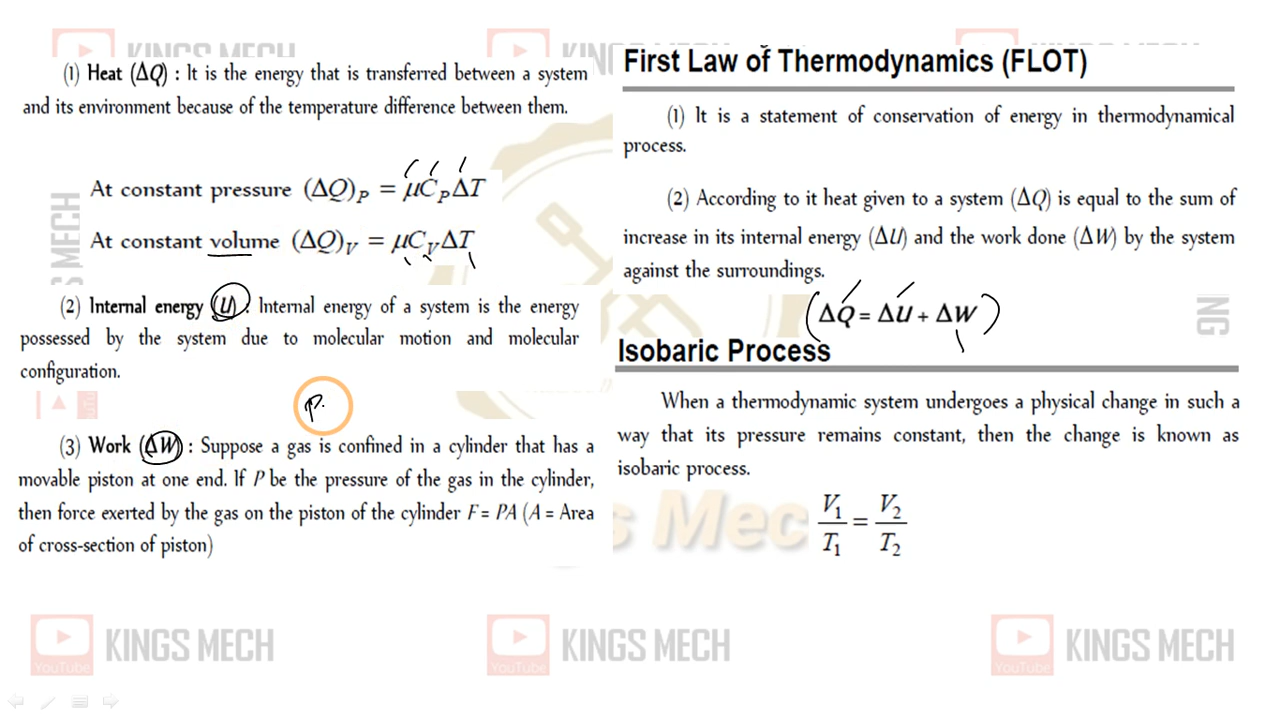 KINGS MECH
(1) Heat (ΔQ) : It is the energy that is transferred between a system
and its environment because of the temperature difference between them.
At constant pressure (ΔQ)P = μCPΔT
At constant volume (ΔQ)V = μCVΔT
(2) Internal energy (U) : Internal energy of a system is the energy
possessed by the system due to molecular motion and molecular
configuration.
P
(3) Work (ΔW) : Suppose a gas is confined in a cylinder that has a
movable piston at one end. If P be the pressure of the gas in the cylinder,
then force exerted by the gas on the piston of the cylinder F = PA (A = Area
of cross-section of piston)
First Law of Thermodynamics (FLOT)
(1) It is a statement of conservation of energy in thermodynamical
process.
(2) According to it heat given to a system (ΔQ) is equal to the sum of
increase in its internal energy (ΔU) and the work done (ΔW) by the system
against the surroundings.
(ΔQ = ΔU + ΔW)
Isobaric Process
When a thermodynamic system undergoes a physical change in such a
way that its pressure remains constant, then the change is known as
isobaric process.
V1/T1 = V2/T2
s Mec
MECH
NG
YouTube KINGS MECH
YouTube KINGS MECH
YouTube KINGS MECH